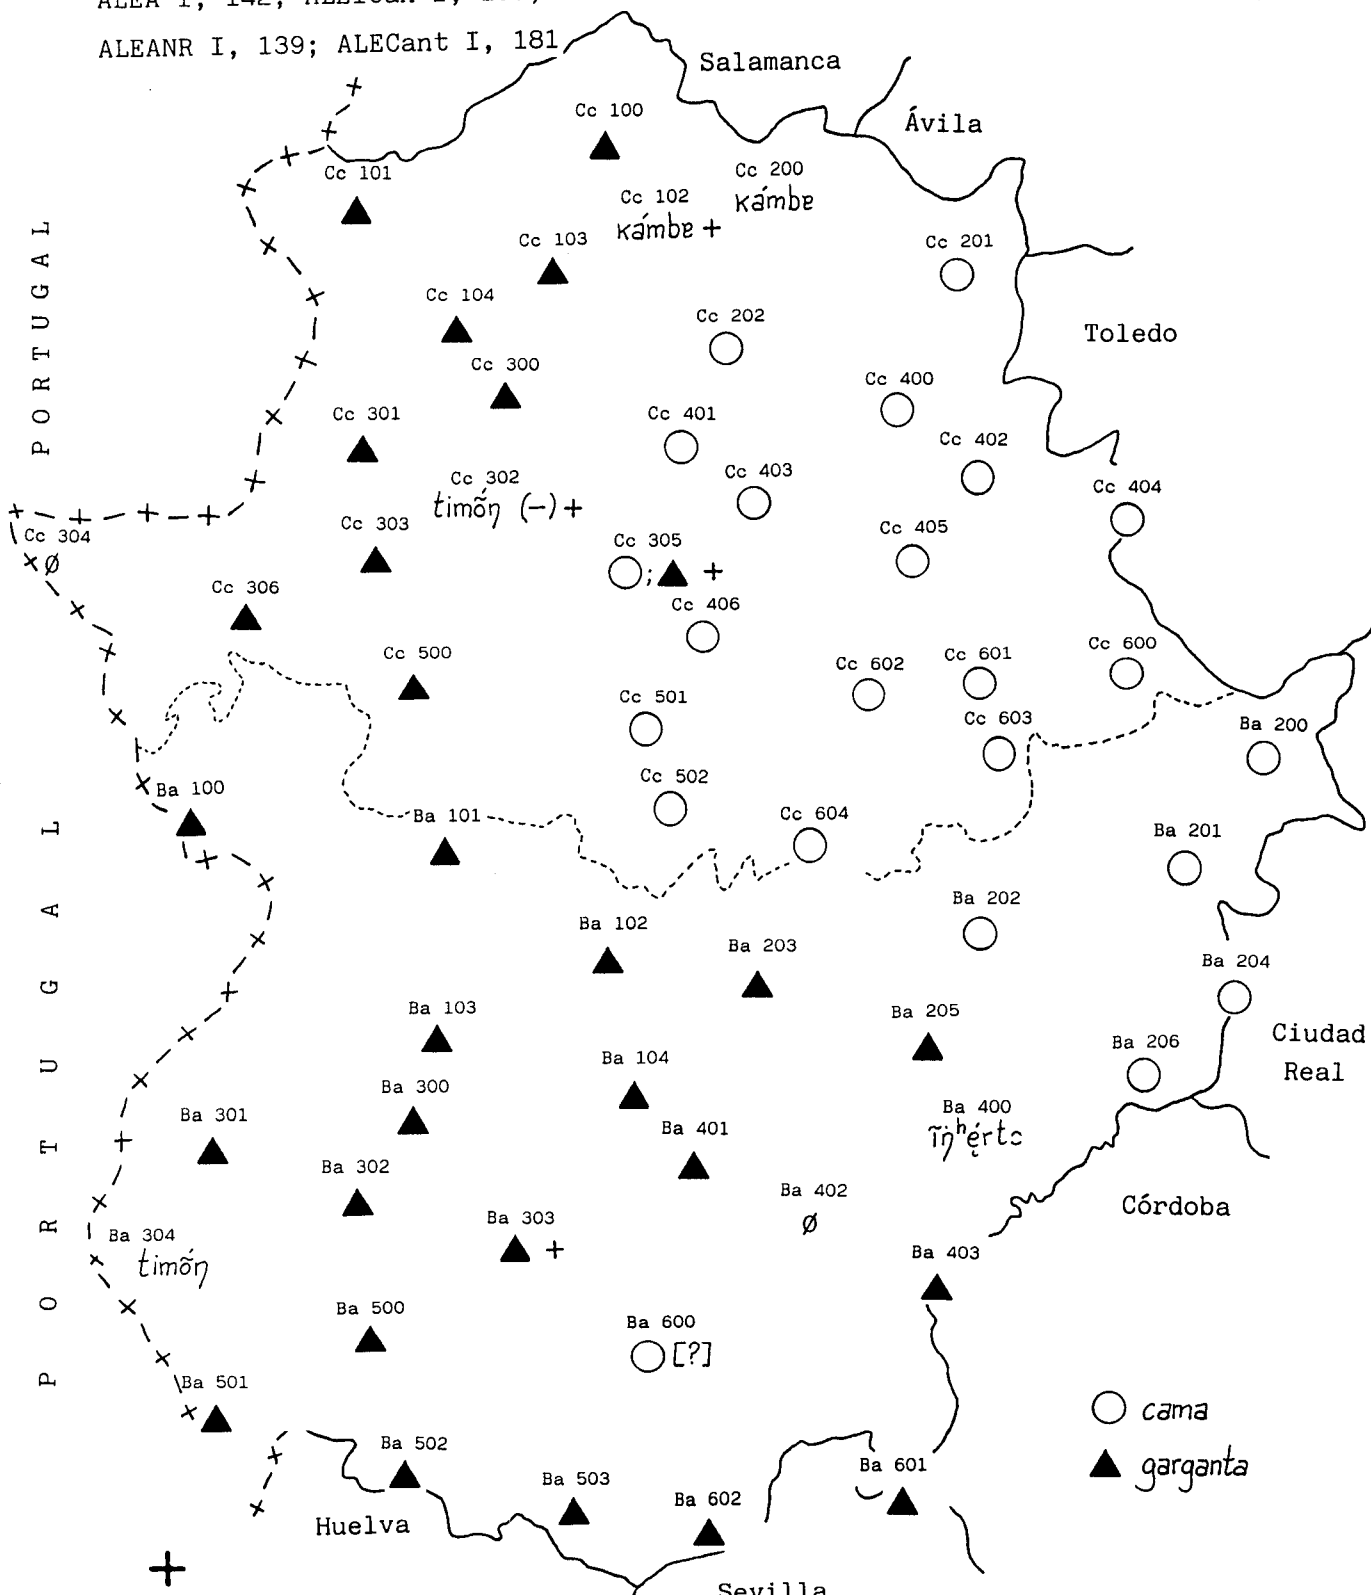 ALEANR I, 139; ALECant I, 181
Salamanca
Cc 100
Ávila
Cc 200
Cc 101
Cc 102
Cc 103
Cc 201
Cc 104
Cc 202
Toledo
Cc 300
Cc 400
Cc 301
Cc 401
Cc 402
PORTUGAL
Cc 302
timṍŋ (-) +
Cc 403
Cc 404
Cc 303
Cc 304
ø
Cc 305
; +
Cc 405
Cc 306
Cc 406
Cc 500
Cc 602
Cc 601
Cc 600
Cc 501
Cc 603
Ba 200
Cc 502
Ba 100
Ba 101
Cc 604
Ba 201
Ba 102
Ba 202
Ba 203
Ba 204
Ba 103
Ba 205
Ciudad
Real
Ba 104
Ba 206
Ba 300
Ba 400
Ba 301
Ba 401
Ba 302
Ba 402
ø
Córdoba
Ba 303
+
Ba 304
timṍŋ
Ba 403
PORTUGAL
Ba 500
Ba 600
[?]
Ba 501
cama
garganta
Ba 502
Ba 503
Ba 601
Ba 602
Huelva
+